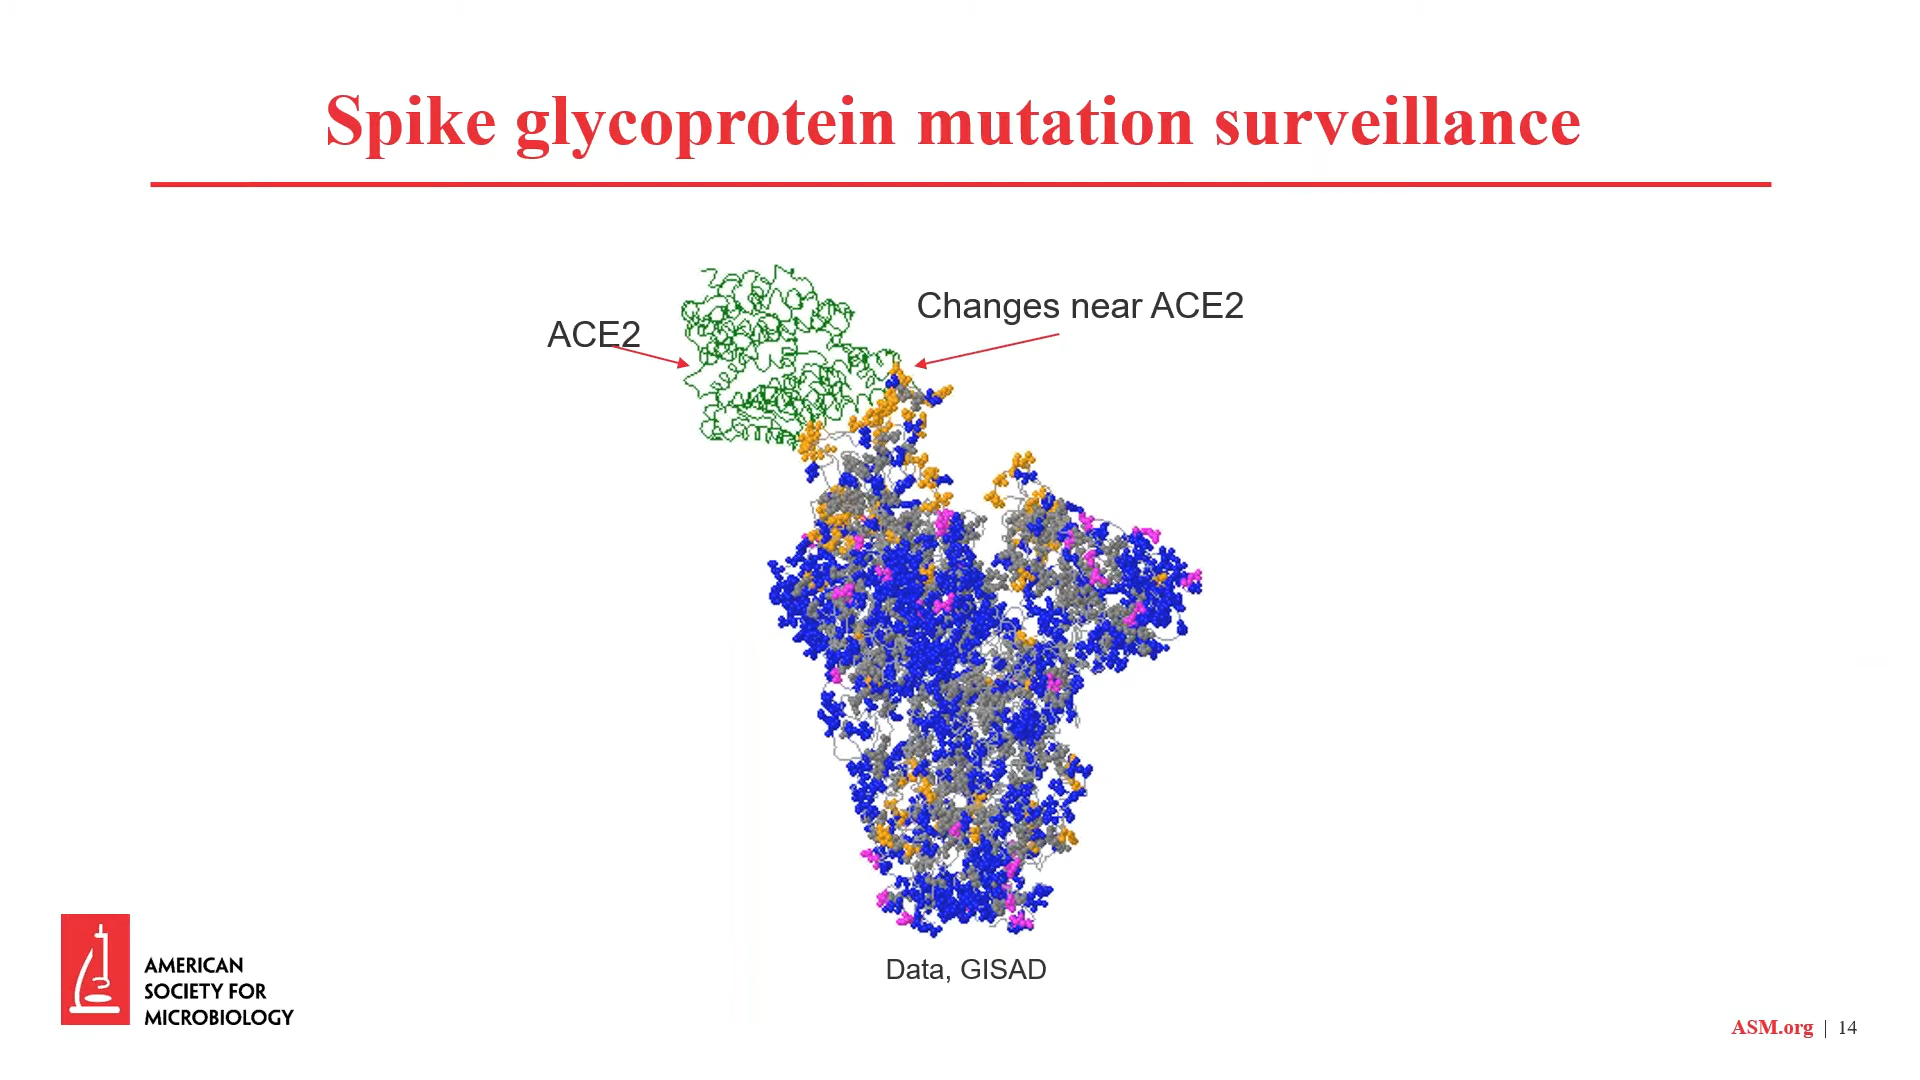 Spike glycoprotein mutation surveillance
ACE2
Changes near ACE2
Data, GISAD
AMERICAN
SOCIETY FOR
MICROBIOLOGY
ASM.org | 14